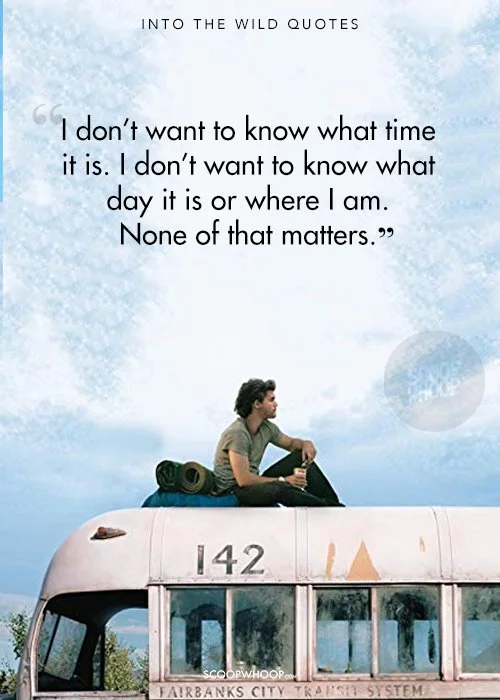 INTO THE WILD QUOTES
“I don’t want to know what time
it is. I don’t want to know what
day it is or where I am.
None of that matters.”
142
SCOOPWHOOP.COM
FAIRBANKS CITY TRANSIT SYSTEM